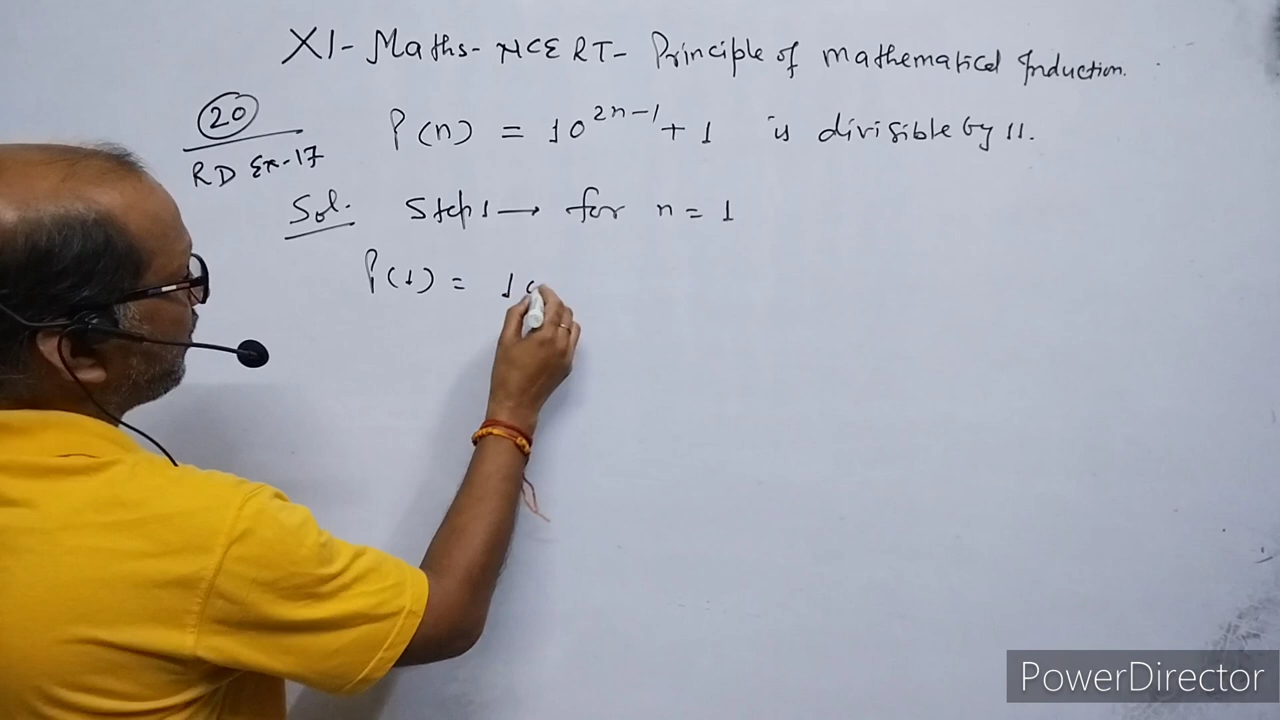 XI - Maths - NCERT - Principle of mathematical Induction.
20 P(n) = 10^{2n-1} + 1 is divisible by 11.
RD Ex-17
Sol. Step 1 → for n = 1
P(1) = 10
PowerDirector